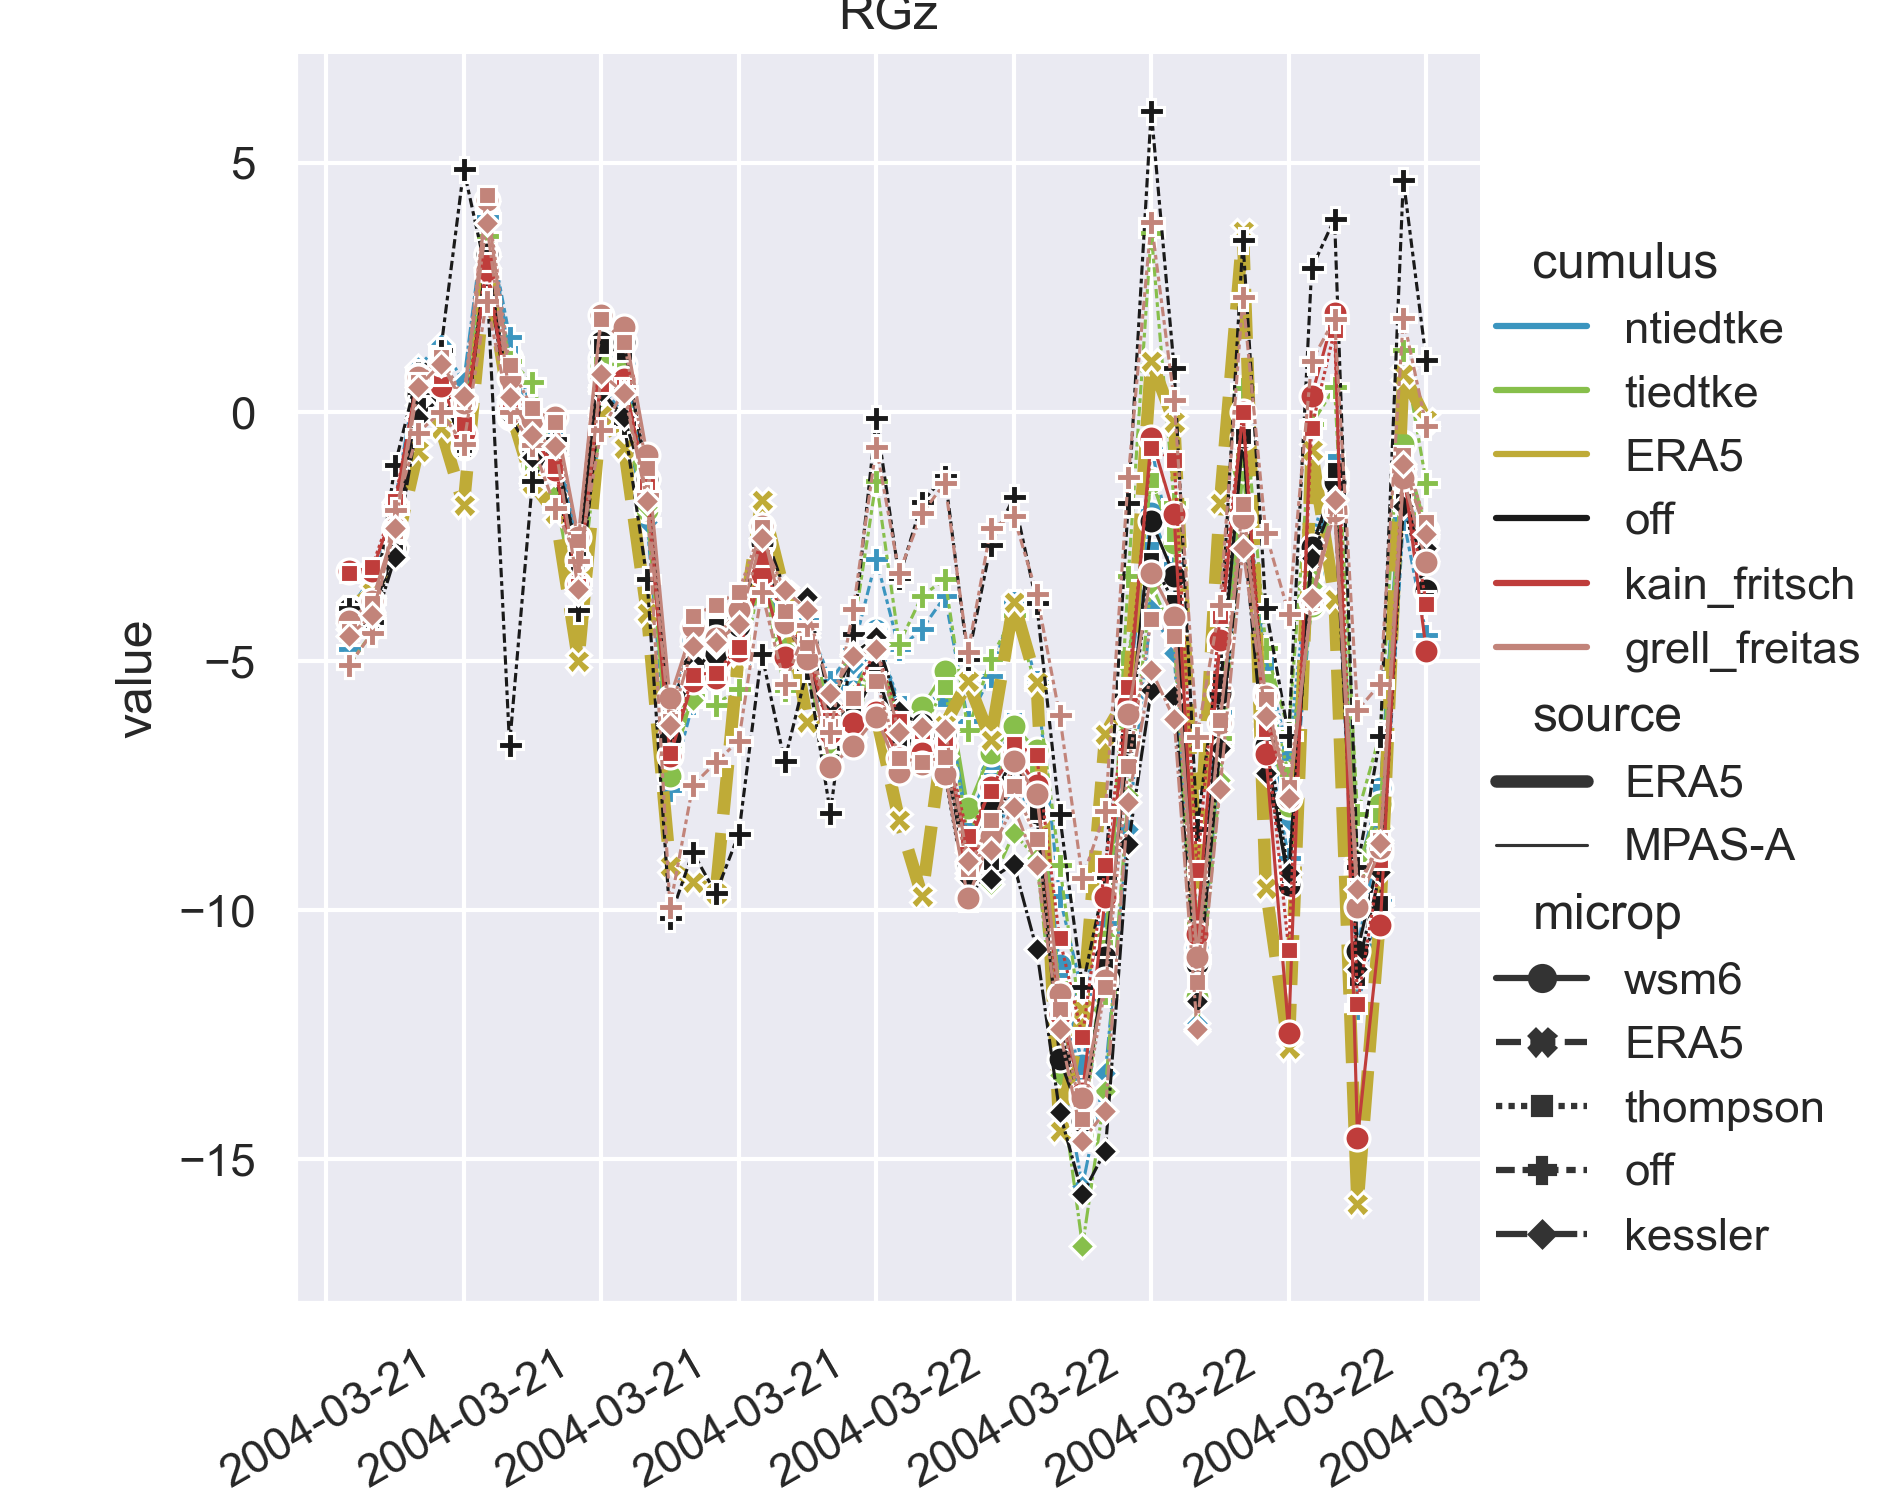 RGz
5
0
−5
−10
−15
value
2004-03-21
2004-03-21
2004-03-21
2004-03-21
2004-03-22
2004-03-22
2004-03-22
2004-03-22
2004-03-23
cumulus
ntiedtke
tiedtke
ERA5
off
kain_fritsch
grell_freitas
source
ERA5
MPAS-A
microp
wsm6
ERA5
thompson
off
kessler